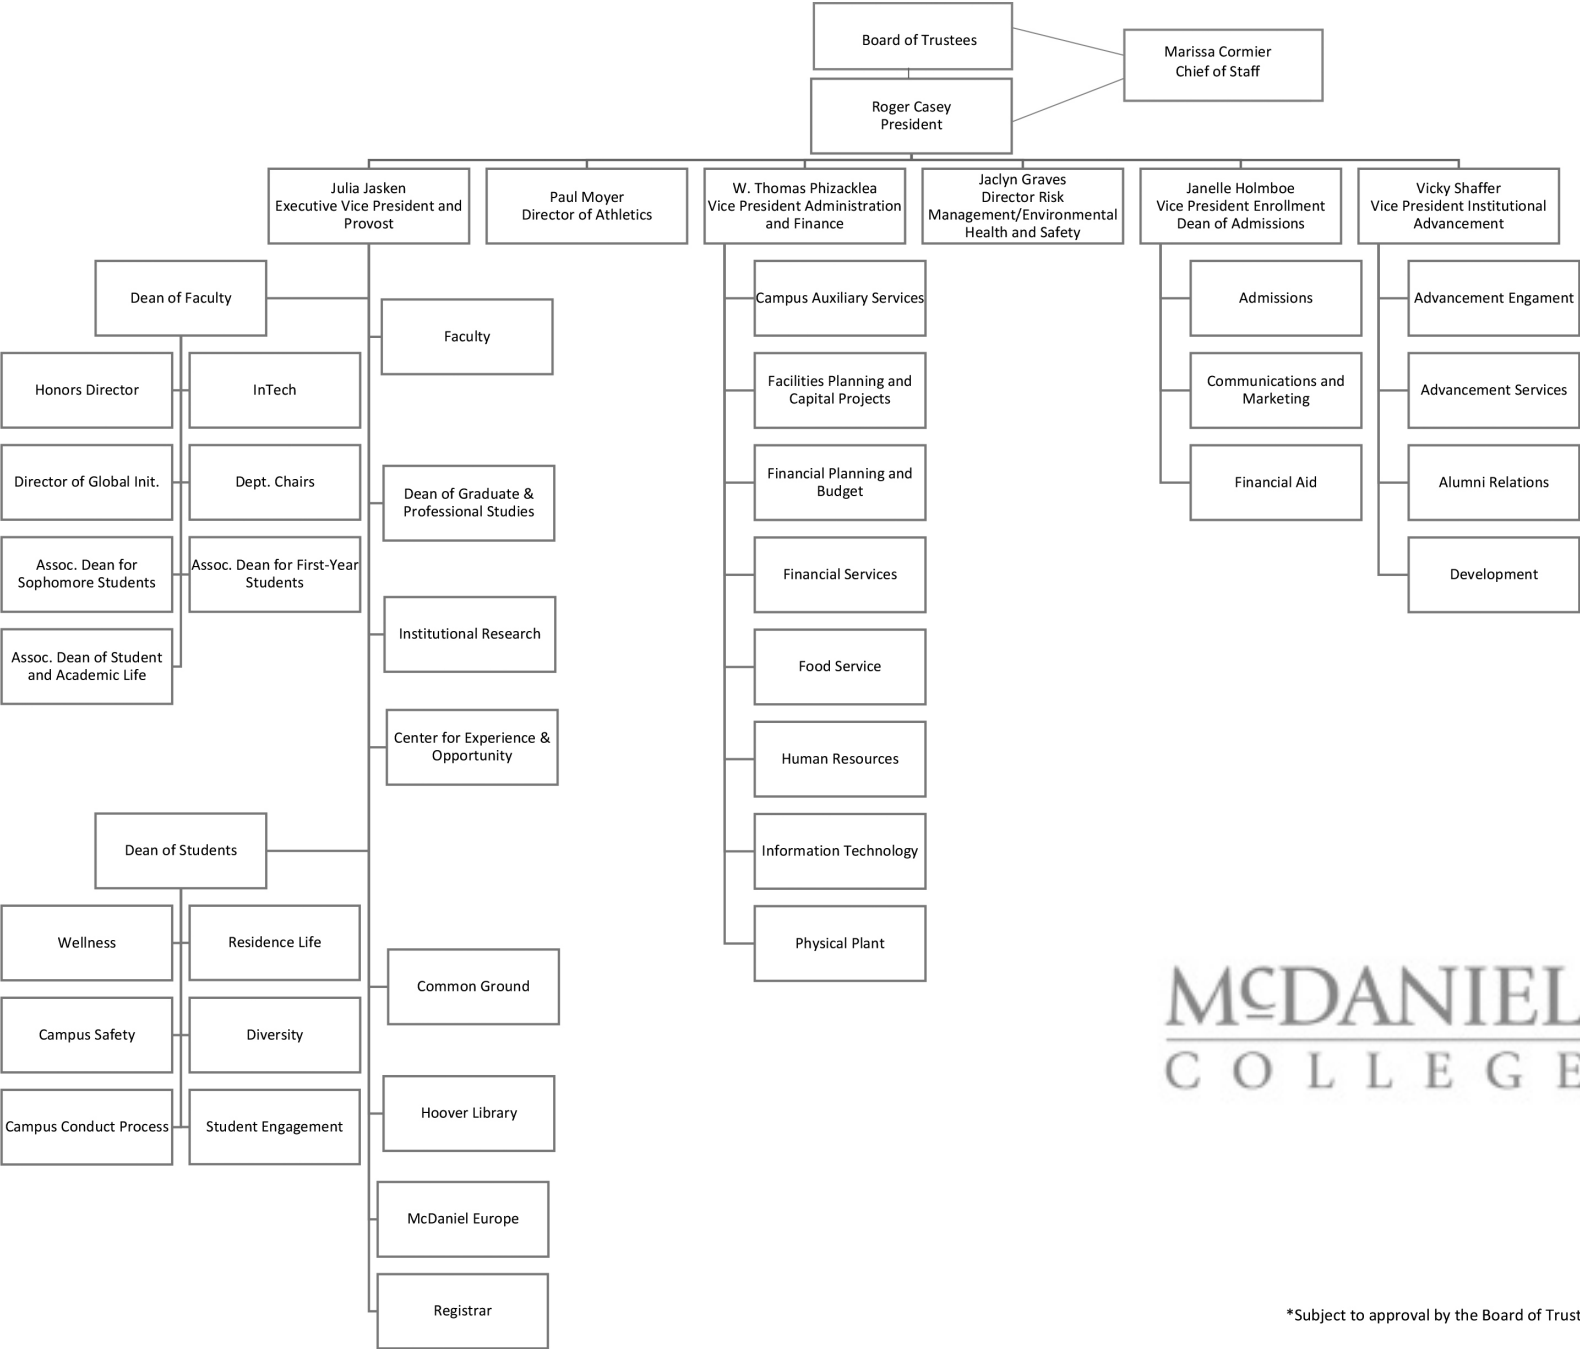 Board of Trustees
Marissa Cormier
Chief of Staff
Roger Casey
President
Julia Jasken
Executive Vice President and
Provost
Paul Moyer
Director of Athletics
W. Thomas Phizacklea
Vice President Administration
and Finance
Jaclyn Graves
Director Risk
Management/Environmental
Health and Safety
Janelle Holmboe
Vice President Enrollment
Dean of Admissions
Vicky Shaffer
Vice President Institutional
Advancement
Dean of Faculty
Honors Director
InTech
Director of Global Init.
Dept. Chairs
Assoc. Dean for
Sophomore Students
Assoc. Dean for First-Year
Students
Assoc. Dean of Student
and Academic Life
Dean of Students
Wellness
Residence Life
Campus Safety
Diversity
Campus Conduct Process
Student Engagement
Faculty
Dean of Graduate &
Professional Studies
Institutional Research
Center for Experience &
Opportunity
Common Ground
Hoover Library
McDaniel Europe
Registrar
Campus Auxiliary Services
Facilities Planning and
Capital Projects
Financial Planning and
Budget
Financial Services
Food Service
Human Resources
Information Technology
Physical Plant
Admissions
Communications and
Marketing
Financial Aid
Advancement Engament
Advancement Services
Alumni Relations
Development
McDANIEL
COLLEGE
*Subject to approval by the Board of Trust